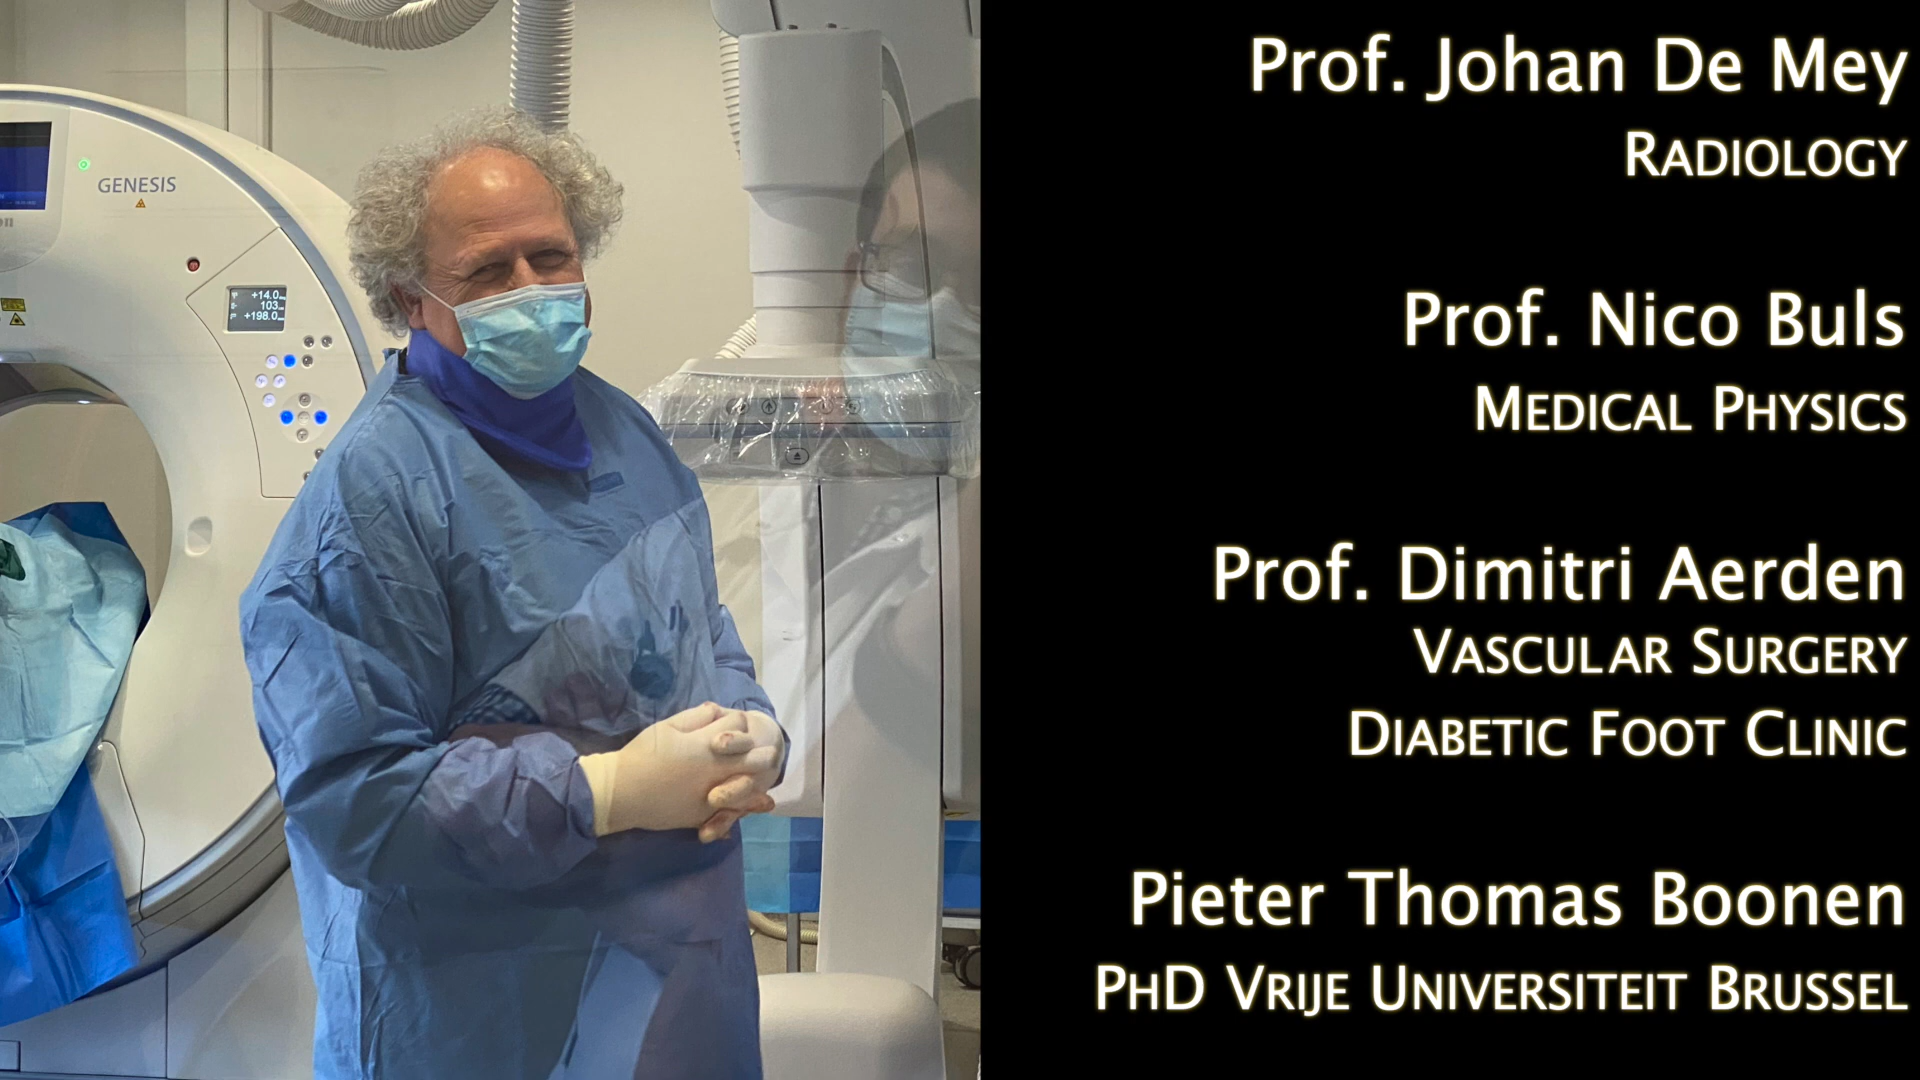 GENESIS
+14.0
103
+198.0
Prof. Johan De Mey
RADIOLOGY
Prof. Nico Buls
MEDICAL PHYSICS
Prof. Dimitri Aerden
VASCULAR SURGERY
DIABETIC FOOT CLINIC
Pieter Thomas Boonen
PHD VRIJE UNIVERSITEIT BRUSSEL